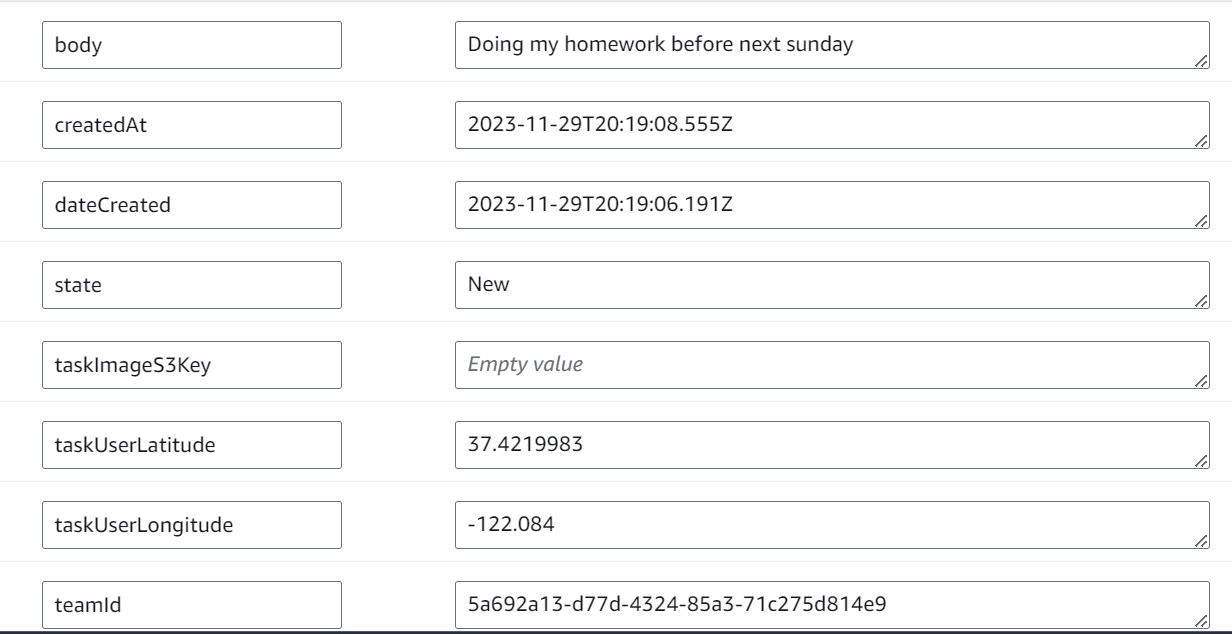 body Doing my homework before next sunday
createdAt 2023-11-29T20:19:08.555Z
dateCreated 2023-11-29T20:19:06.191Z
state New
taskImageS3Key Empty value
taskUserLatitude 37.4219983
taskUserLongitude -122.084
teamId 5a692a13-d77d-4324-85a3-71c275d814e9